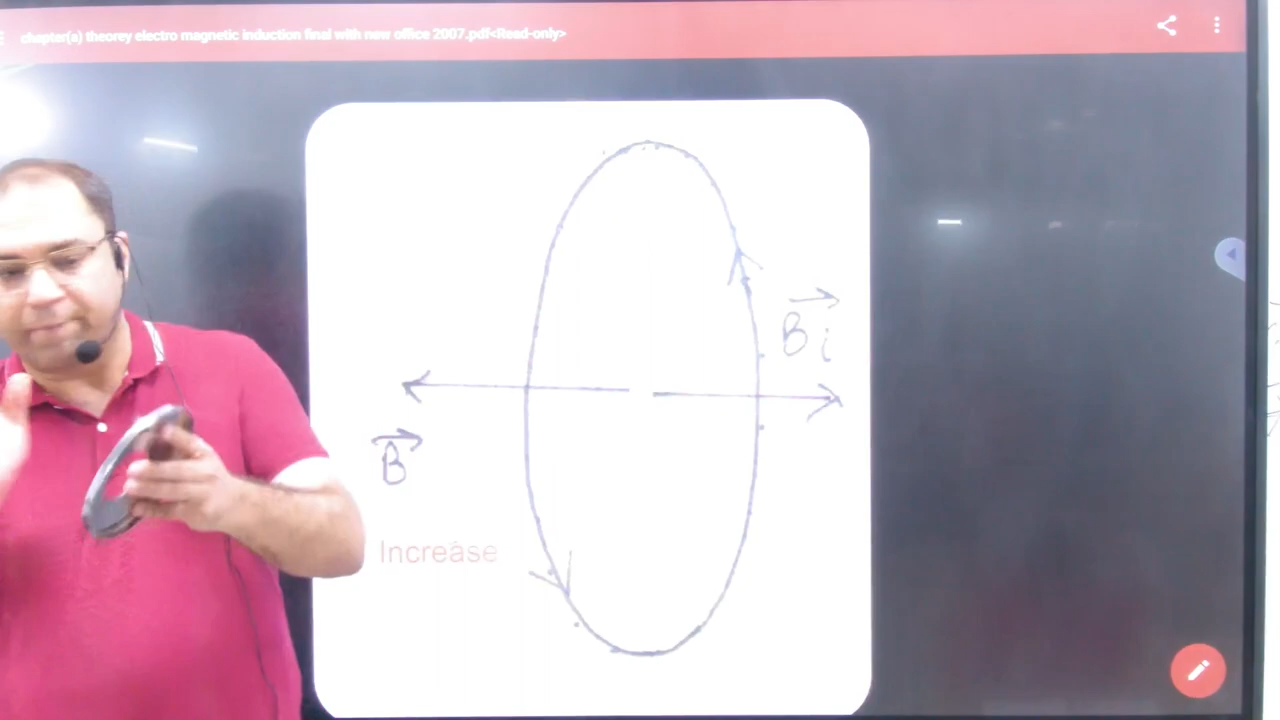 chapter(a) theorey electro magnetic induction final with new office 2007.pdf<Read-only>
B i
B
Increase